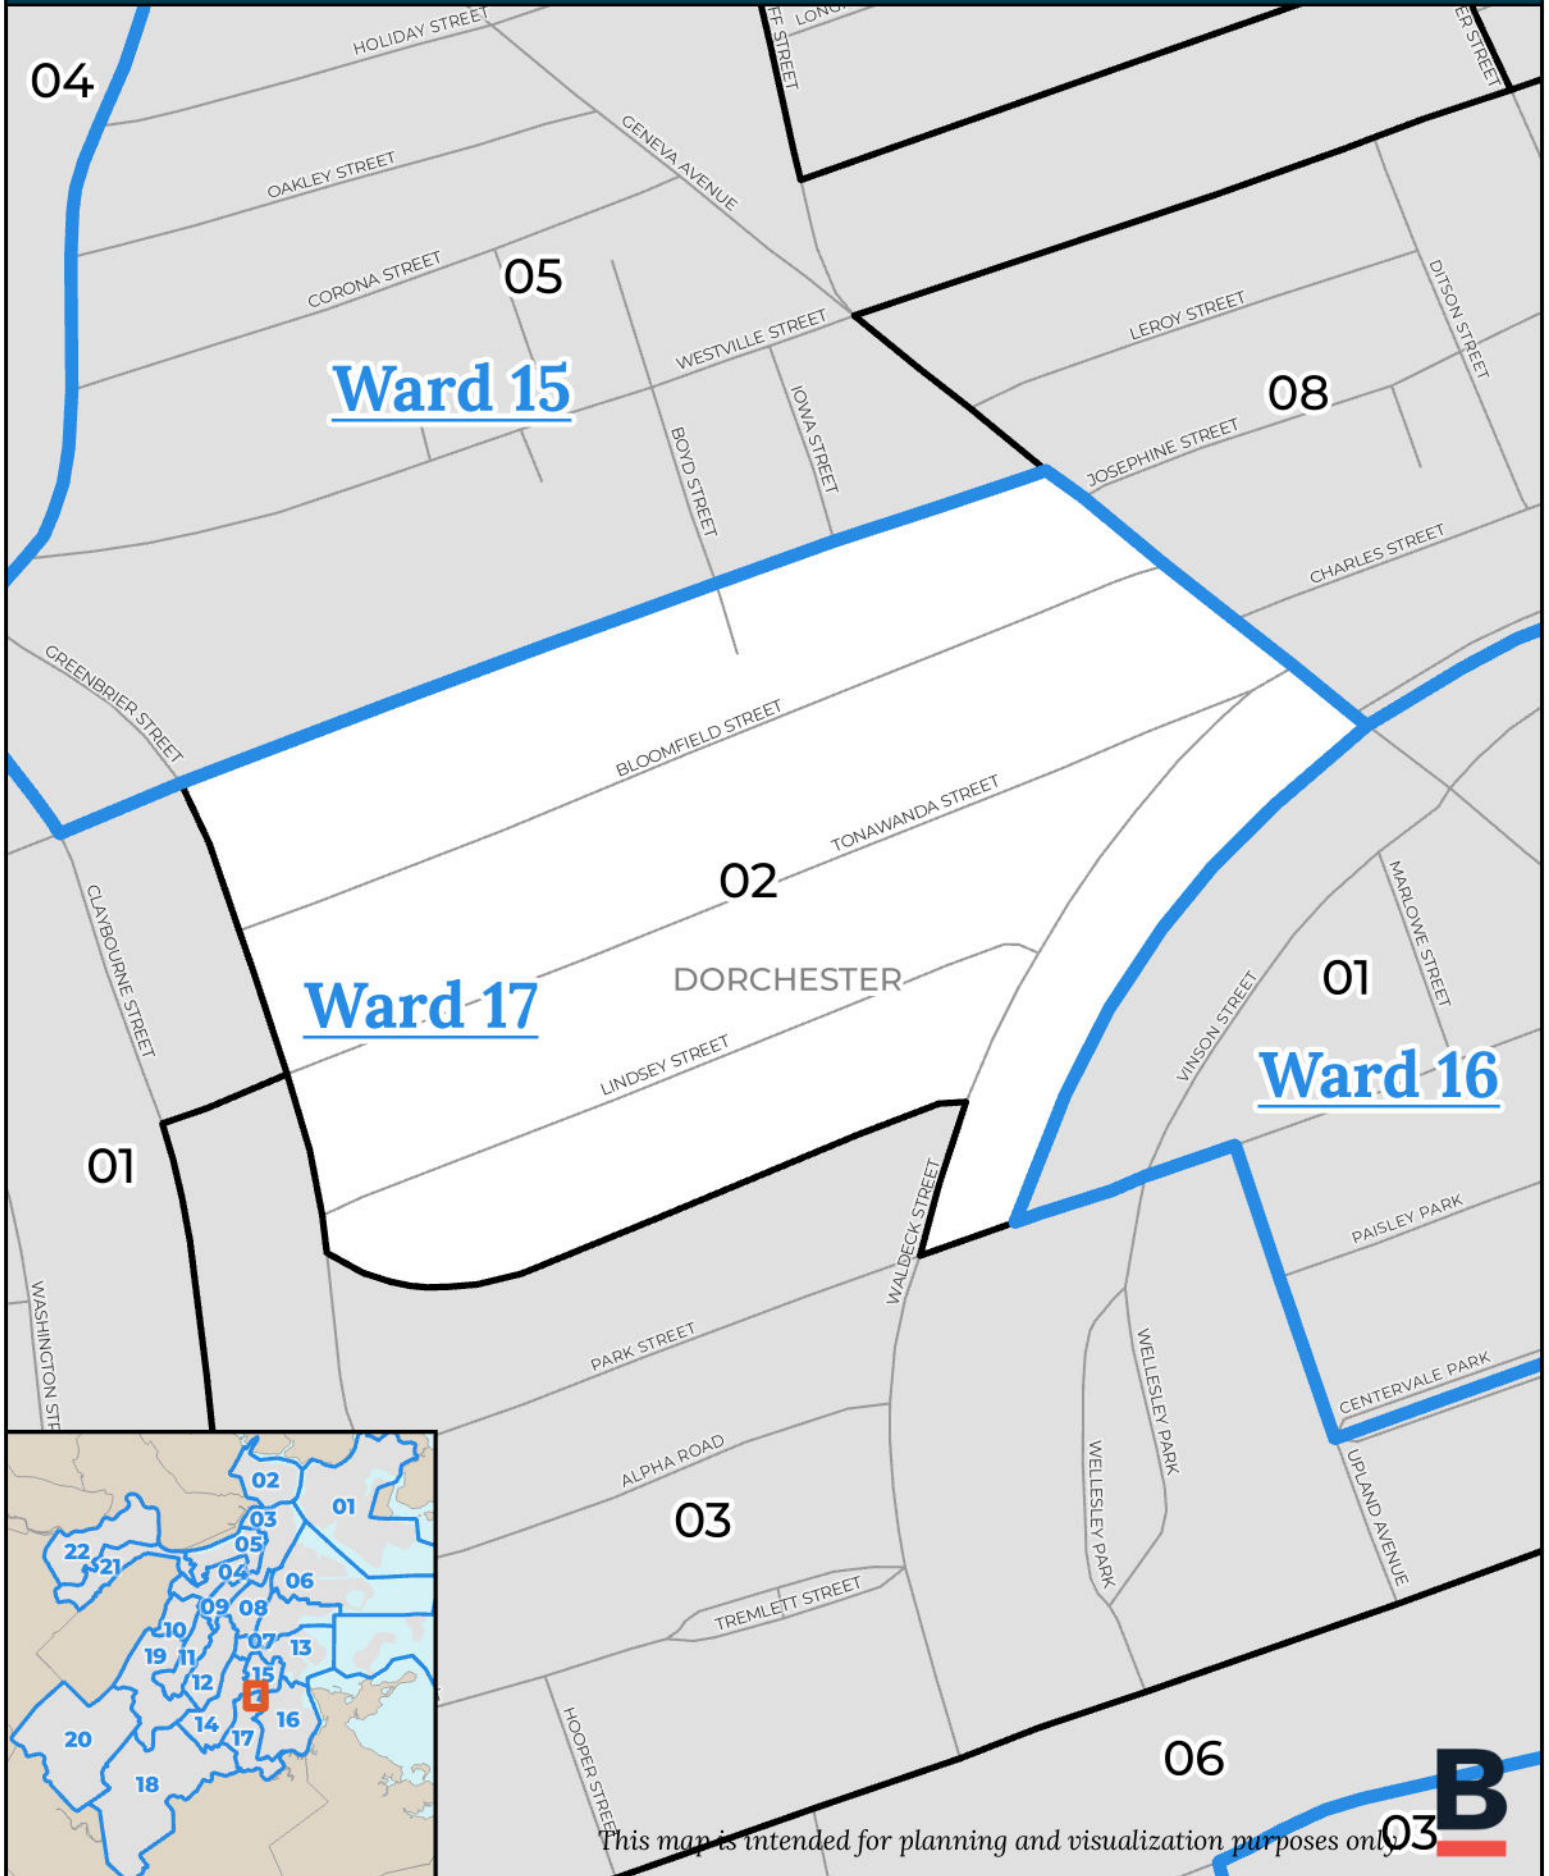 HOLIDAY STREET
04
GENEVA AVENUE
OAKLEY STREET
CORONA STREET
05
WESTVILLE STREET
LEROY STREET
DITSON STREET
Ward 15
08
IOWA STREET
BOYD STREET
JOSEPHINE STREET
CHARLES STREET
GREENBRIER STREET
BLOOMFIELD STREET
TONAWANDA STREET
02
CLAYBOURNE STREET
MARLOWE STREET
DORCHESTER
01
Ward 17
VINSON STREET
LINDSEY STREET
Ward 16
01
WALDECK STREET
PAISLEY PARK
WASHINGTON STR
PARK STREET
WELLESLEY PARK
CENTERVALE PARK
ALPHA ROAD
WELLESLEY PARK
UPLAND AVENUE
03
TREMLETT STREET
HOOPER STREE
06
03
B
02
01
03
05
22
21
04
06
09
08
10
07
13
19
11
15
12
14
16
17
20
18
This map is intended for planning and visualization purposes only